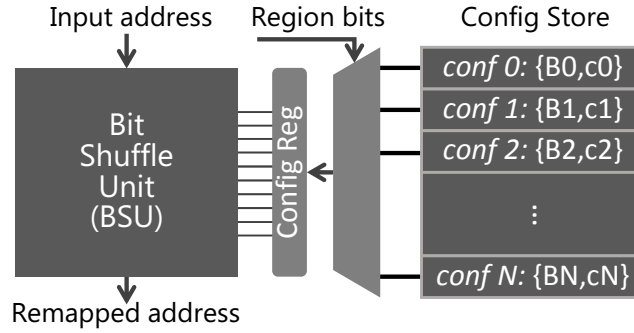 Input address
Region bits
Config Store
Bit
Shuffle
Unit
(BSU)
Config Reg
conf 0: {B0,c0}
conf 1: {B1,c1}
conf 2: {B2,c2}
⋮
conf N: {BN,cN}
Remapped address